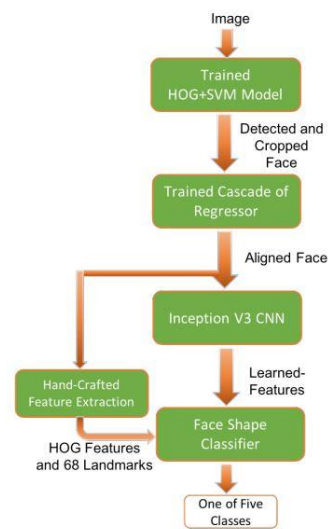 Image
Trained
HOG+SVM Model
Detected and
Cropped
Face
Trained Cascade of
Regressor
Aligned Face
Inception V3 CNN
Learned-
Features
Hand-Crafted
Feature Extraction
HOG Features
and 68 Landmarks
Face Shape
Classifier
One of Five
Classes